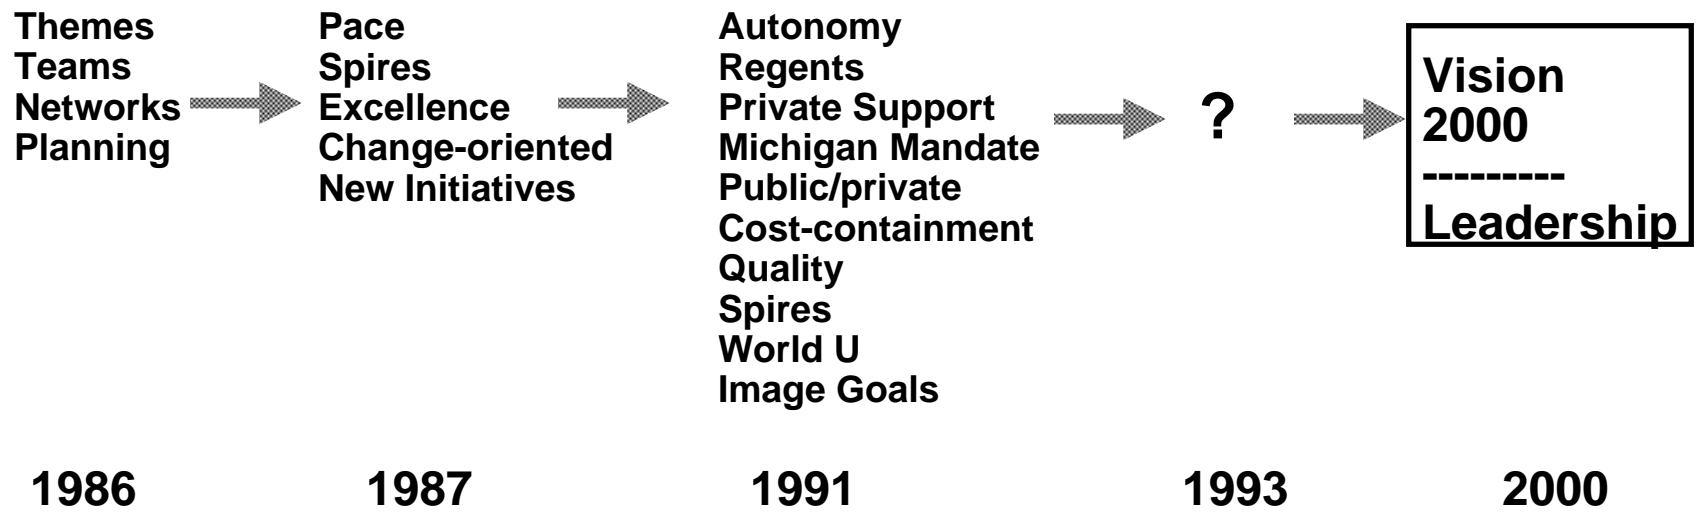 Themes
Teams
Networks
Planning
Pace
Spires
Excellence
Change-oriented
New Initiatives
Autonomy
Regents
Private Support
Michigan Mandate
Public/private
Cost-containment
Quality
Spires
World U
Image Goals
?
Vision
2000
---------
Leadership
1986
1987
1991
1993
2000